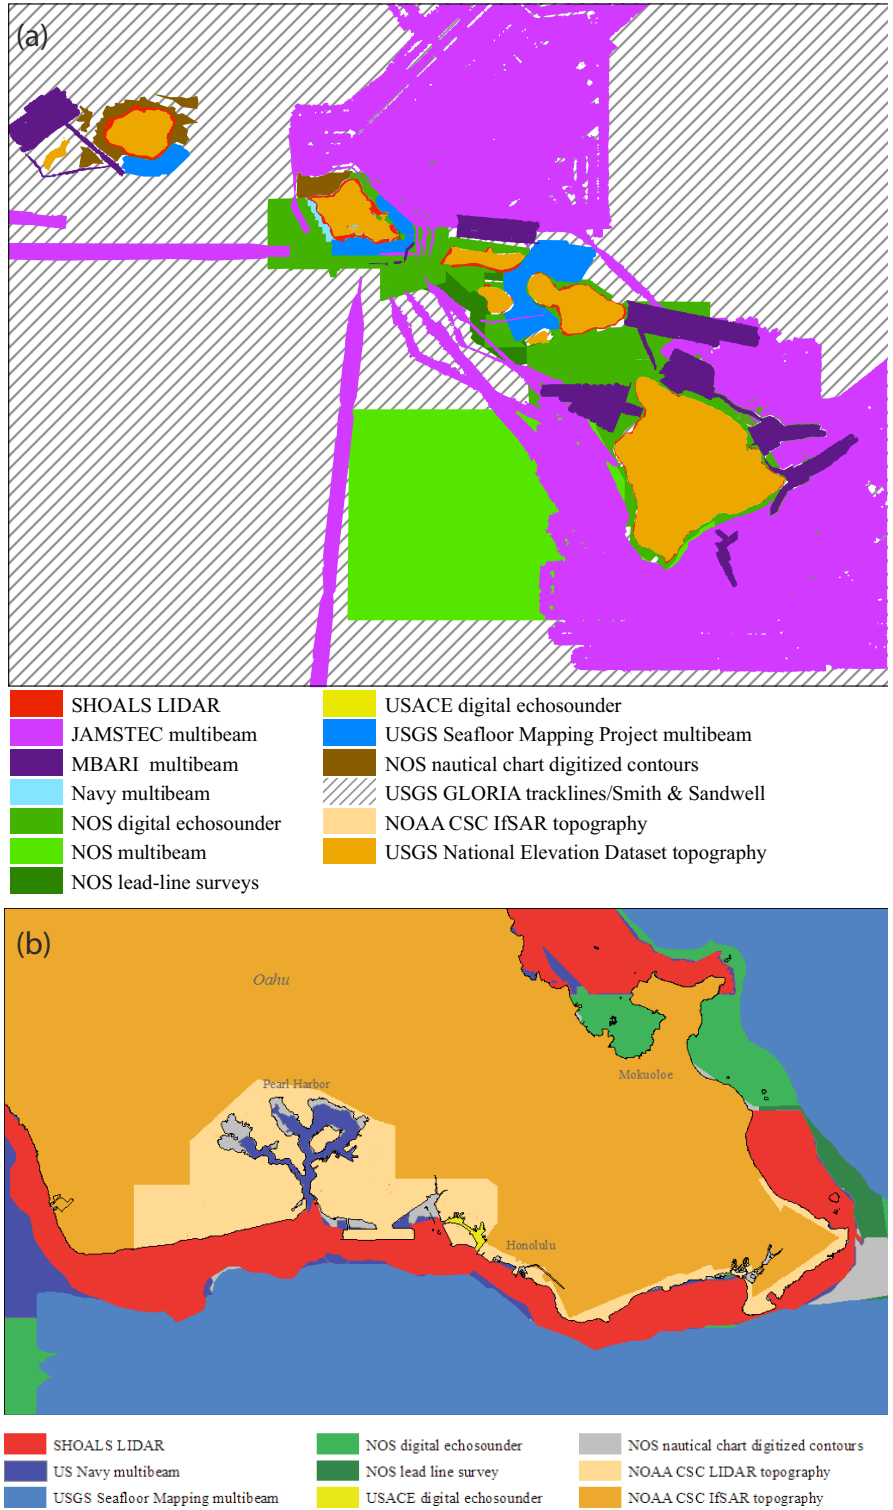 (a)
SHOALS LIDAR
JAMSTEC multibeam
MBARI multibeam
Navy multibeam
NOS digital echosounder
NOS multibeam
NOS lead-line surveys
USACE digital echosounder
USGS Seafloor Mapping Project multibeam
NOS nautical chart digitized contours
USGS GLORIA tracklines/Smith & Sandwell
NOAA CSC IfSAR topography
USGS National Elevation Dataset topography
(b)
Oahu
Pearl Harbor
Mokuoloe
Honolulu
SHOALS LIDAR
US Navy multibeam
USGS Seafloor Mapping multibeam
NOS digital echosounder
NOS lead line survey
USACE digital echosounder
NOS nautical chart digitized contours
NOAA CSC LIDAR topography
NOAA CSC IfSAR topography